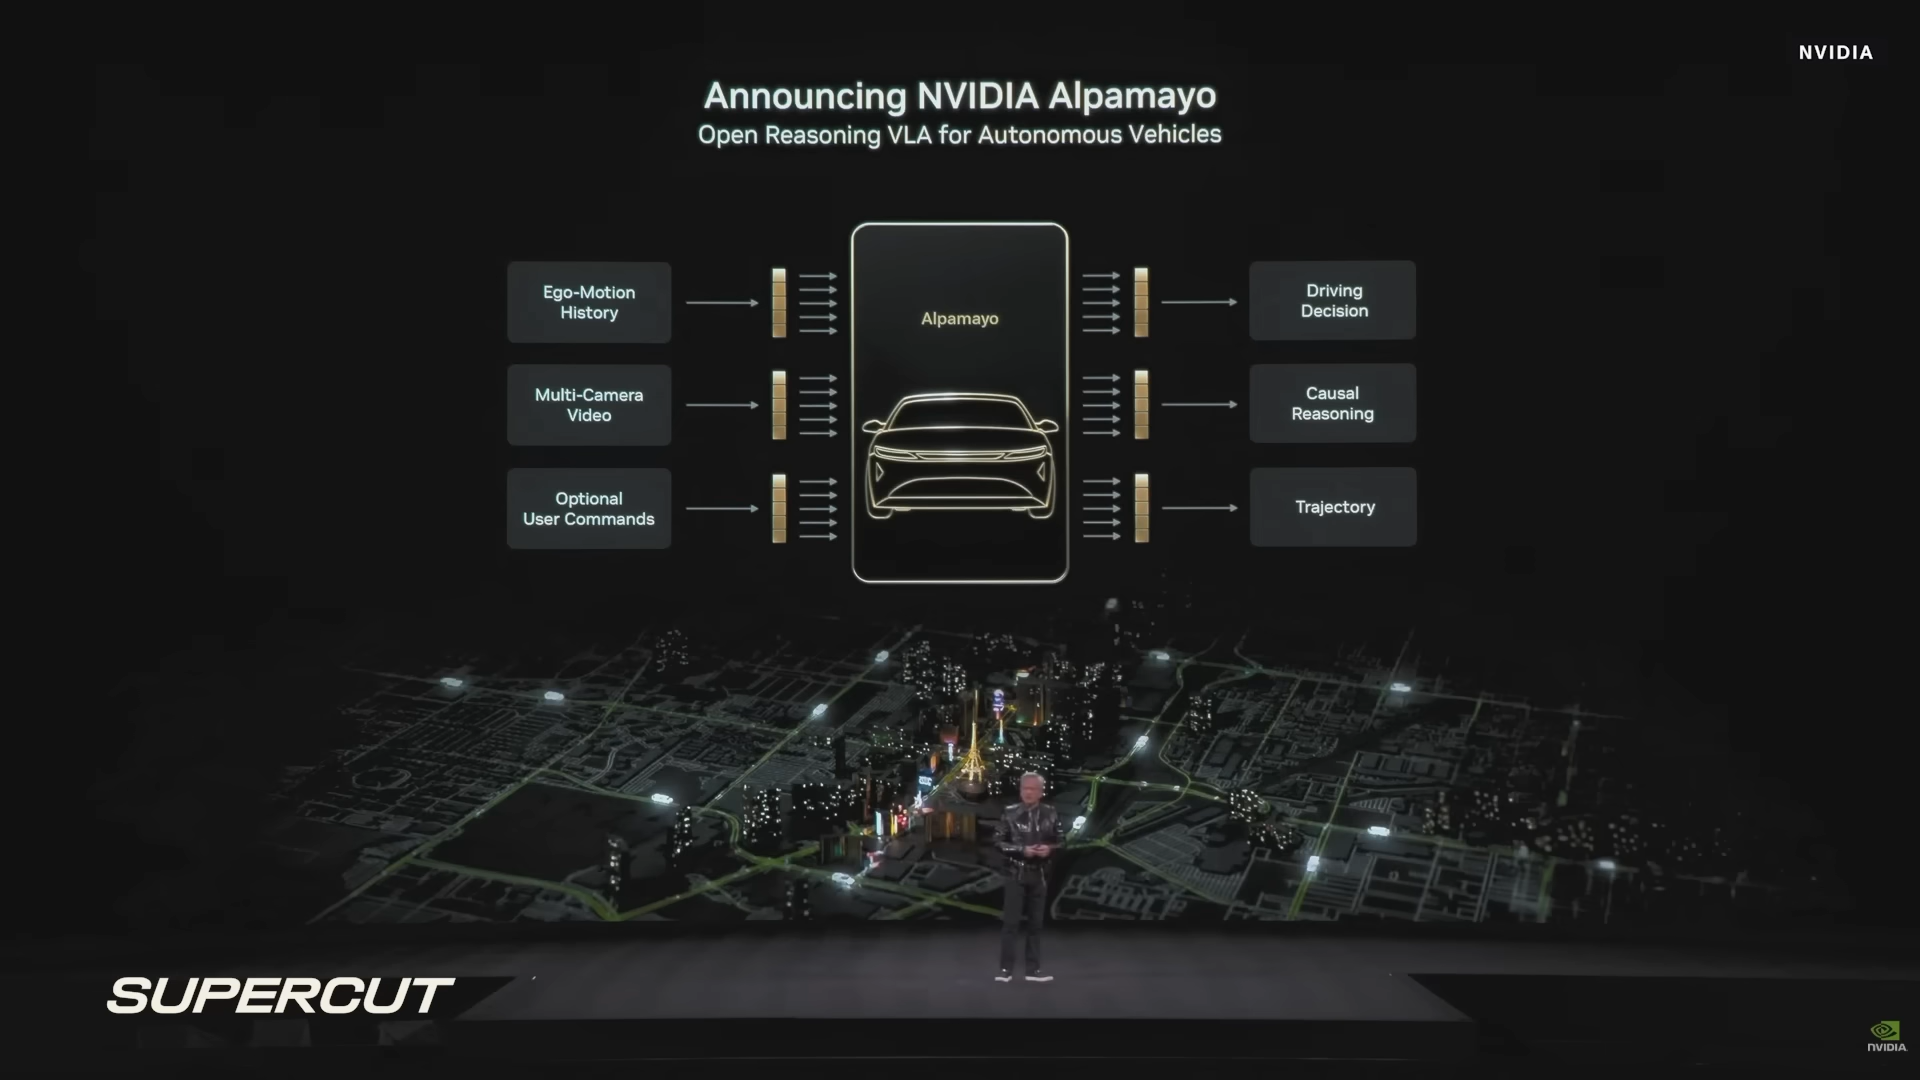 NVIDIA
Announcing NVIDIA Alpamayo
Open Reasoning VLA for Autonomous Vehicles
Ego-Motion
History
Multi-Camera
Video
Optional
User Commands
Alpamayo
Driving
Decision
Causal
Reasoning
Trajectory
SUPERCUT
NVIDIA